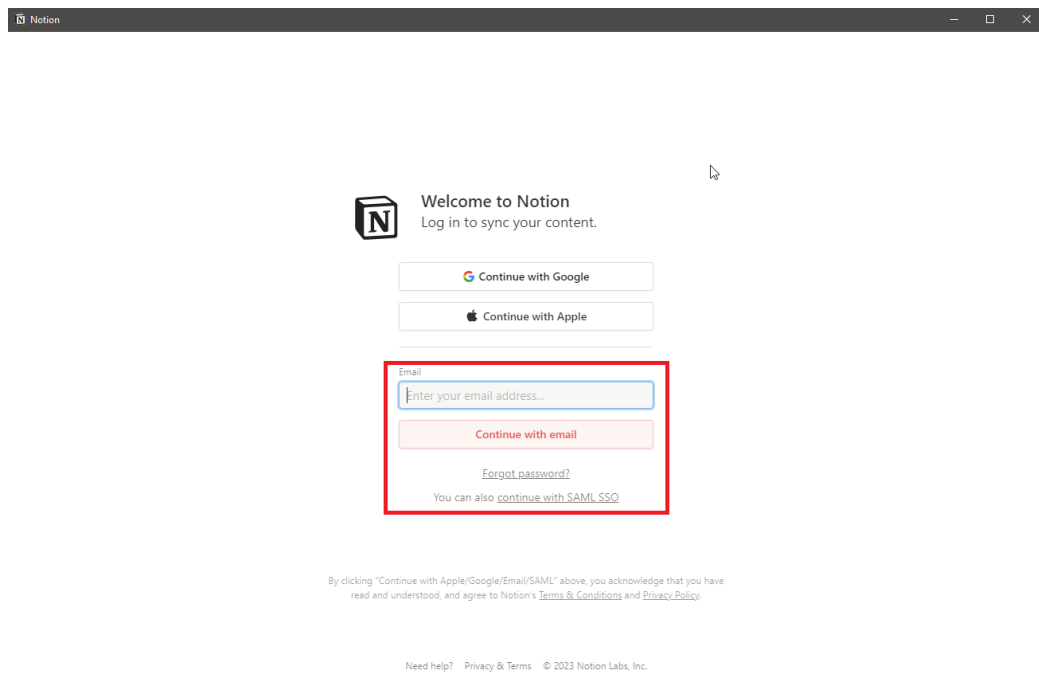 Notion
Welcome to Notion
Log in to sync your content.
Continue with Google
Continue with Apple
Email
Enter your email address...
Continue with email
Forgot password?
You can also continue with SAML SSO
By clicking "Continue with Apple/Google/Email/SAML" above, you acknowledge that you have
read and understood, and agree to Notion's Terms & Conditions and Privacy Policy.
Need help? Privacy & Terms © 2023 Notion Labs, Inc.